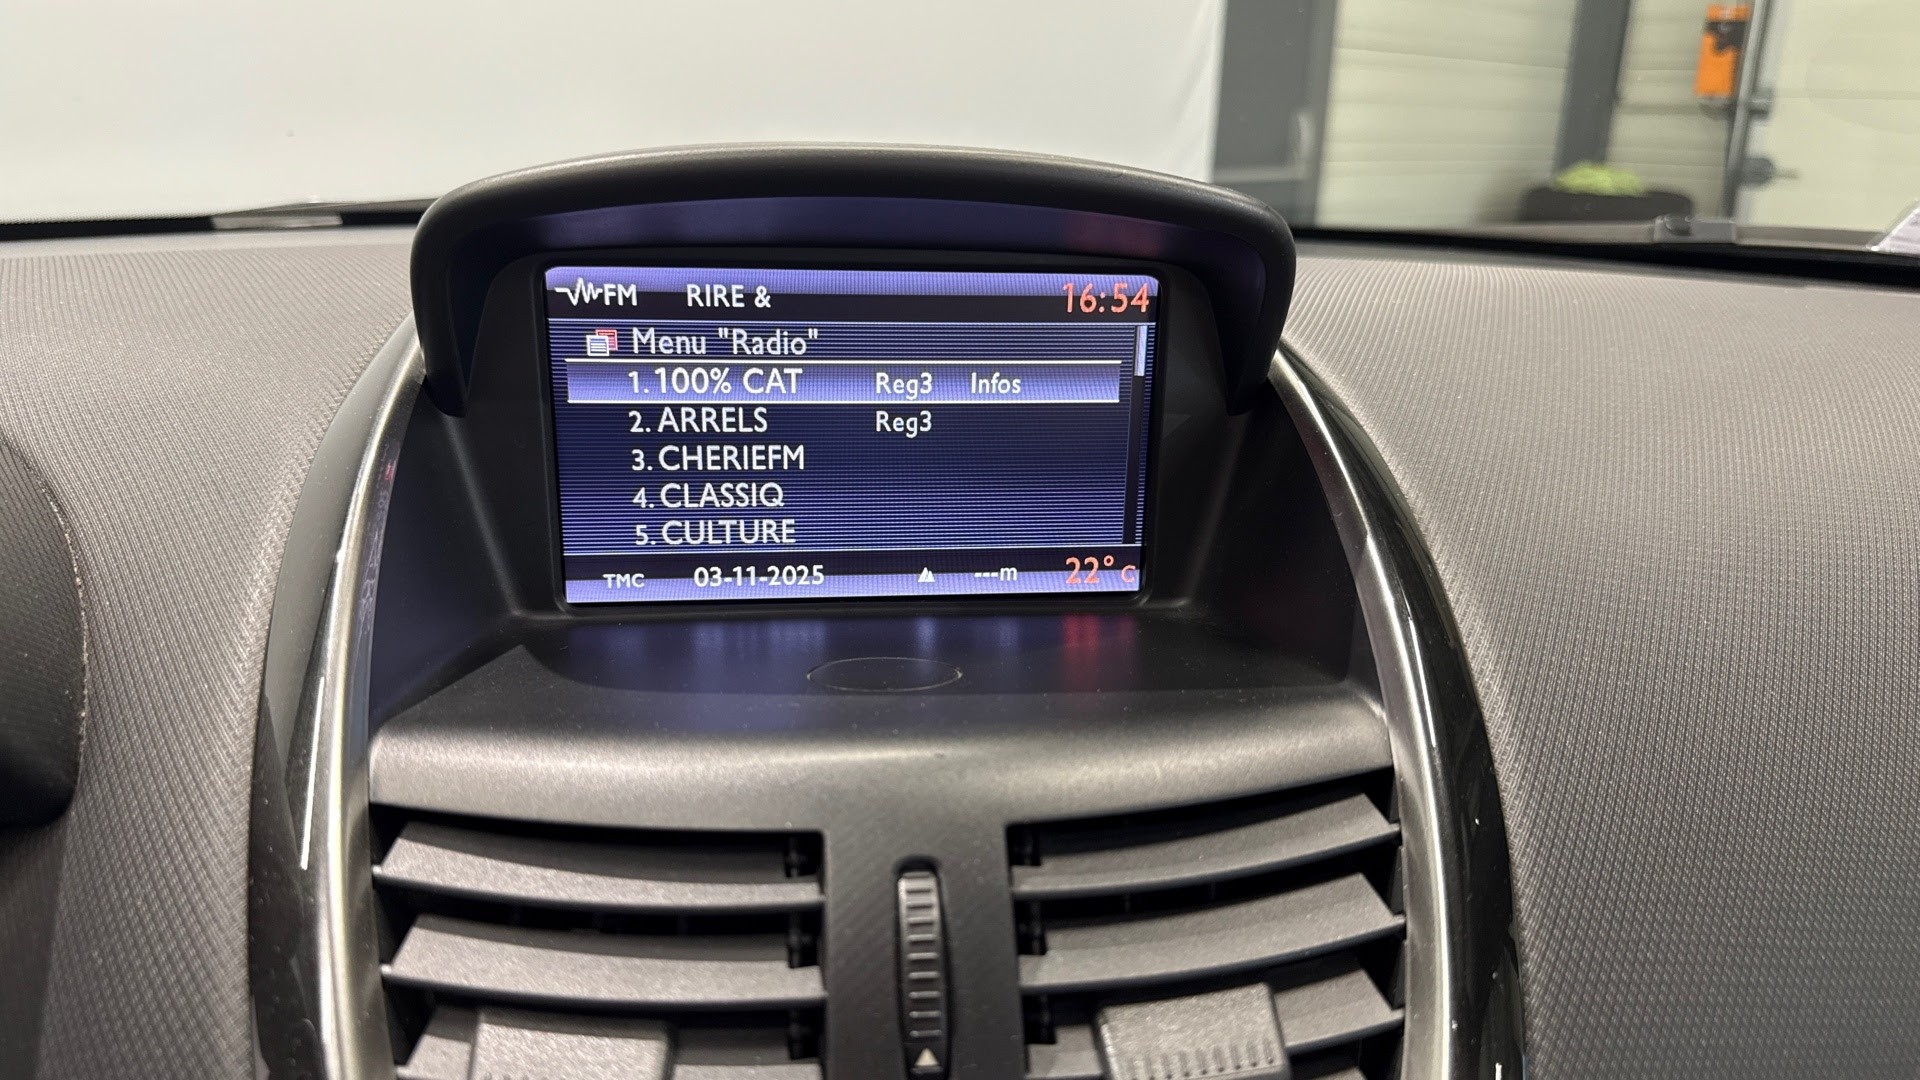 FM RIRE & 16:54
Menu "Radio"
1. 100% CAT Reg3 Infos
2. ARRELS Reg3
3. CHERIEFM
4. CLASSIQ
5. CULTURE
TMC 03-11-2025 ---m 22° C